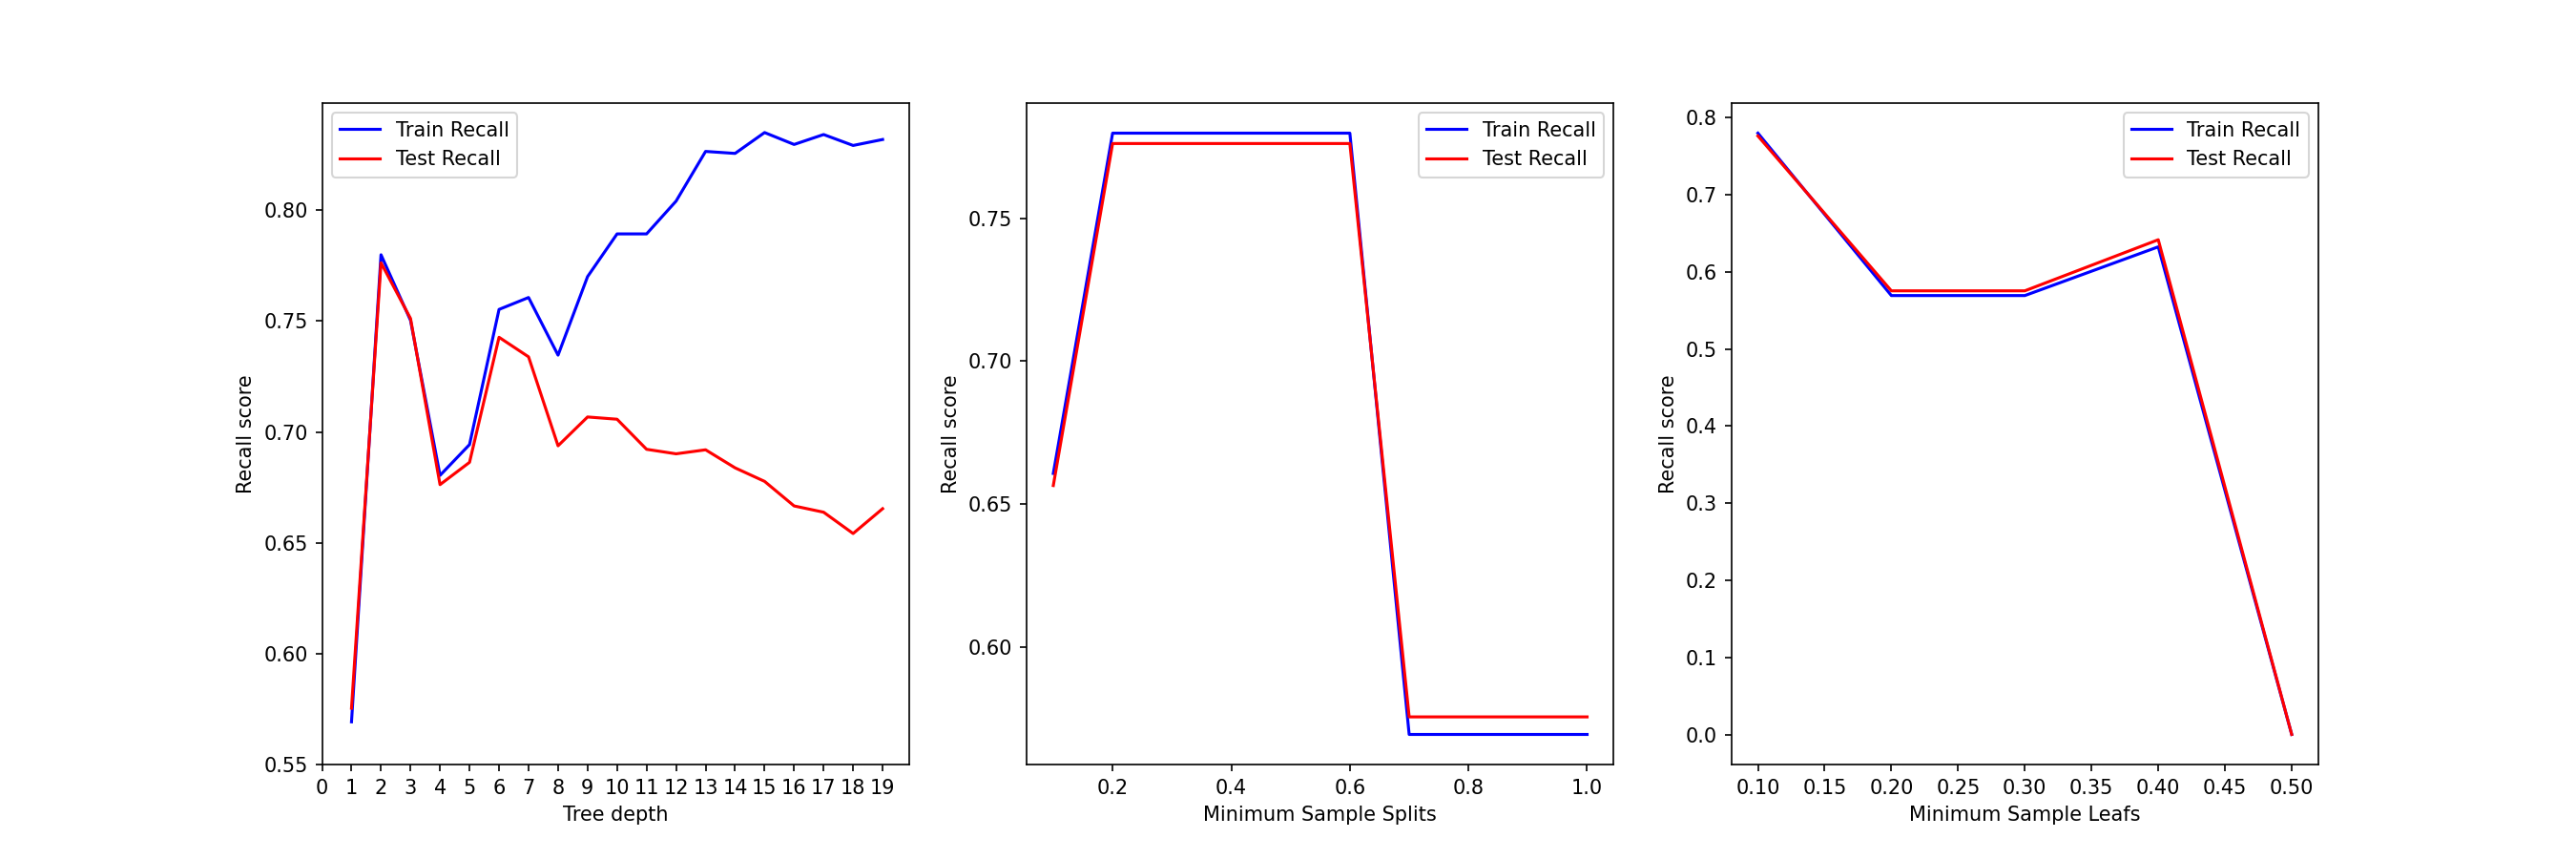 Train Recall
Test Recall
Recall score
0.80
0.75
0.70
0.65
0.60
0.55
0 1 2 3 4 5 6 7 8 9 10 11 12 13 14 15 16 17 18 19
Tree depth
Train Recall
Test Recall
Recall score
0.75
0.70
0.65
0.60
0.2 0.4 0.6 0.8 1.0
Minimum Sample Splits
Train Recall
Test Recall
Recall score
0.8
0.7
0.6
0.5
0.4
0.3
0.2
0.1
0.0
0.10 0.15 0.20 0.25 0.30 0.35 0.40 0.45 0.50
Minimum Sample Leafs